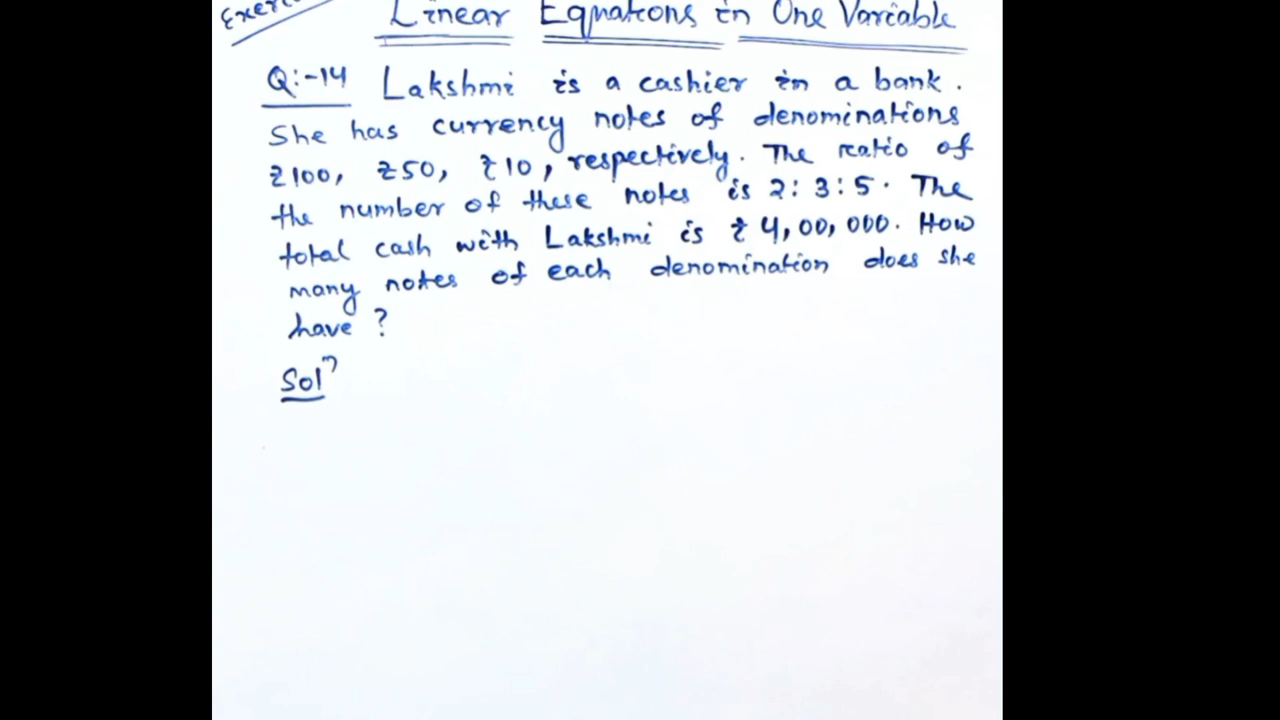 Linear Equations in One Variable
Q:-14 Lakshmi is a cashier in a bank.
She has currency notes of denominations
₹100, ₹50, ₹10, respectively. The ratio of
the number of these notes is 2:3:5. The
total cash with Lakshmi is ₹4,00,000. How
many notes of each denomination does she
have ?
Solⁿ